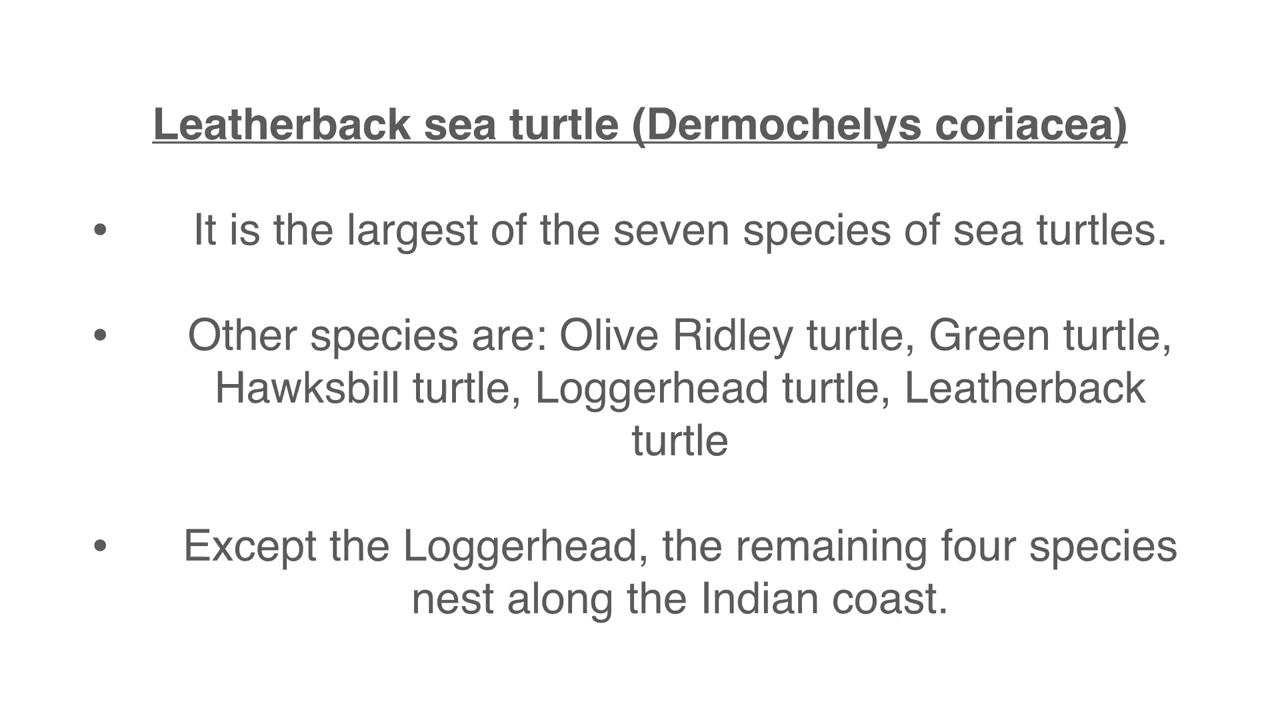 Leatherback sea turtle (Dermochelys coriacea)
• It is the largest of the seven species of sea turtles.
• Other species are: Olive Ridley turtle, Green turtle,
Hawksbill turtle, Loggerhead turtle, Leatherback
turtle
• Except the Loggerhead, the remaining four species
nest along the Indian coast.